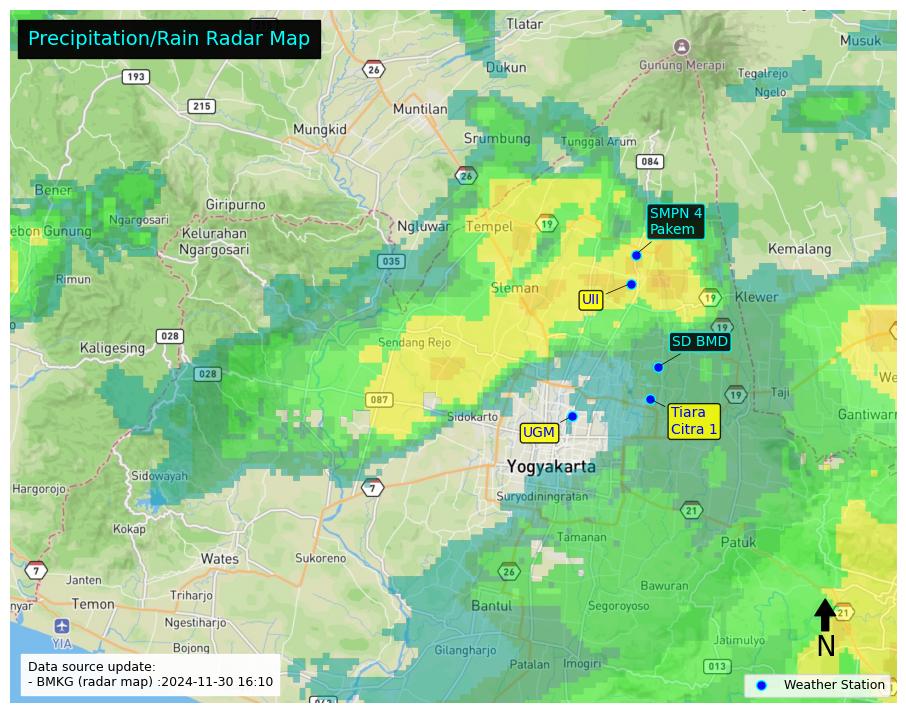 Precipitation/Rain Radar Map
Tlatar
Musuk
26
Gunung Merapi
Dukun
Tegalrejo
193
Ngelo
215
Muntilan
Mungkid
Srumbung
Tunggal Arum
084
26
Bener
Giripurno
SMPN 4
Pakem
Ngargosari
Ngluwar
Tempel
19
ebon Gunung
Kelurahan
Ngargosari
Kemalang
035
Rimun
Sleman
UII
19
Klewer
19
028
Kaligesing
Sendang Rejo
SD BMD
028
We
087
19
Taji
Sidokarto
Tiara
Citra 1
Gantiwarn
UGM
Yogyakarta
Sidowayah
Hargorojo
7
Suryodiningratan
21
Kokap
Tamanan
Patuk
Wates
Sukoreno
7
26
Janten
Bawuran
nyar
Temon
Triharjo
Bantul
Segoroyoso
21
Ngestiharjo
YIA
Jatimulyo
N
Bojong
Gilangharjo
Patalan
Imogiri
013
Data source update:
- BMKG (radar map) :2024-11-30 16:10
Weather Station